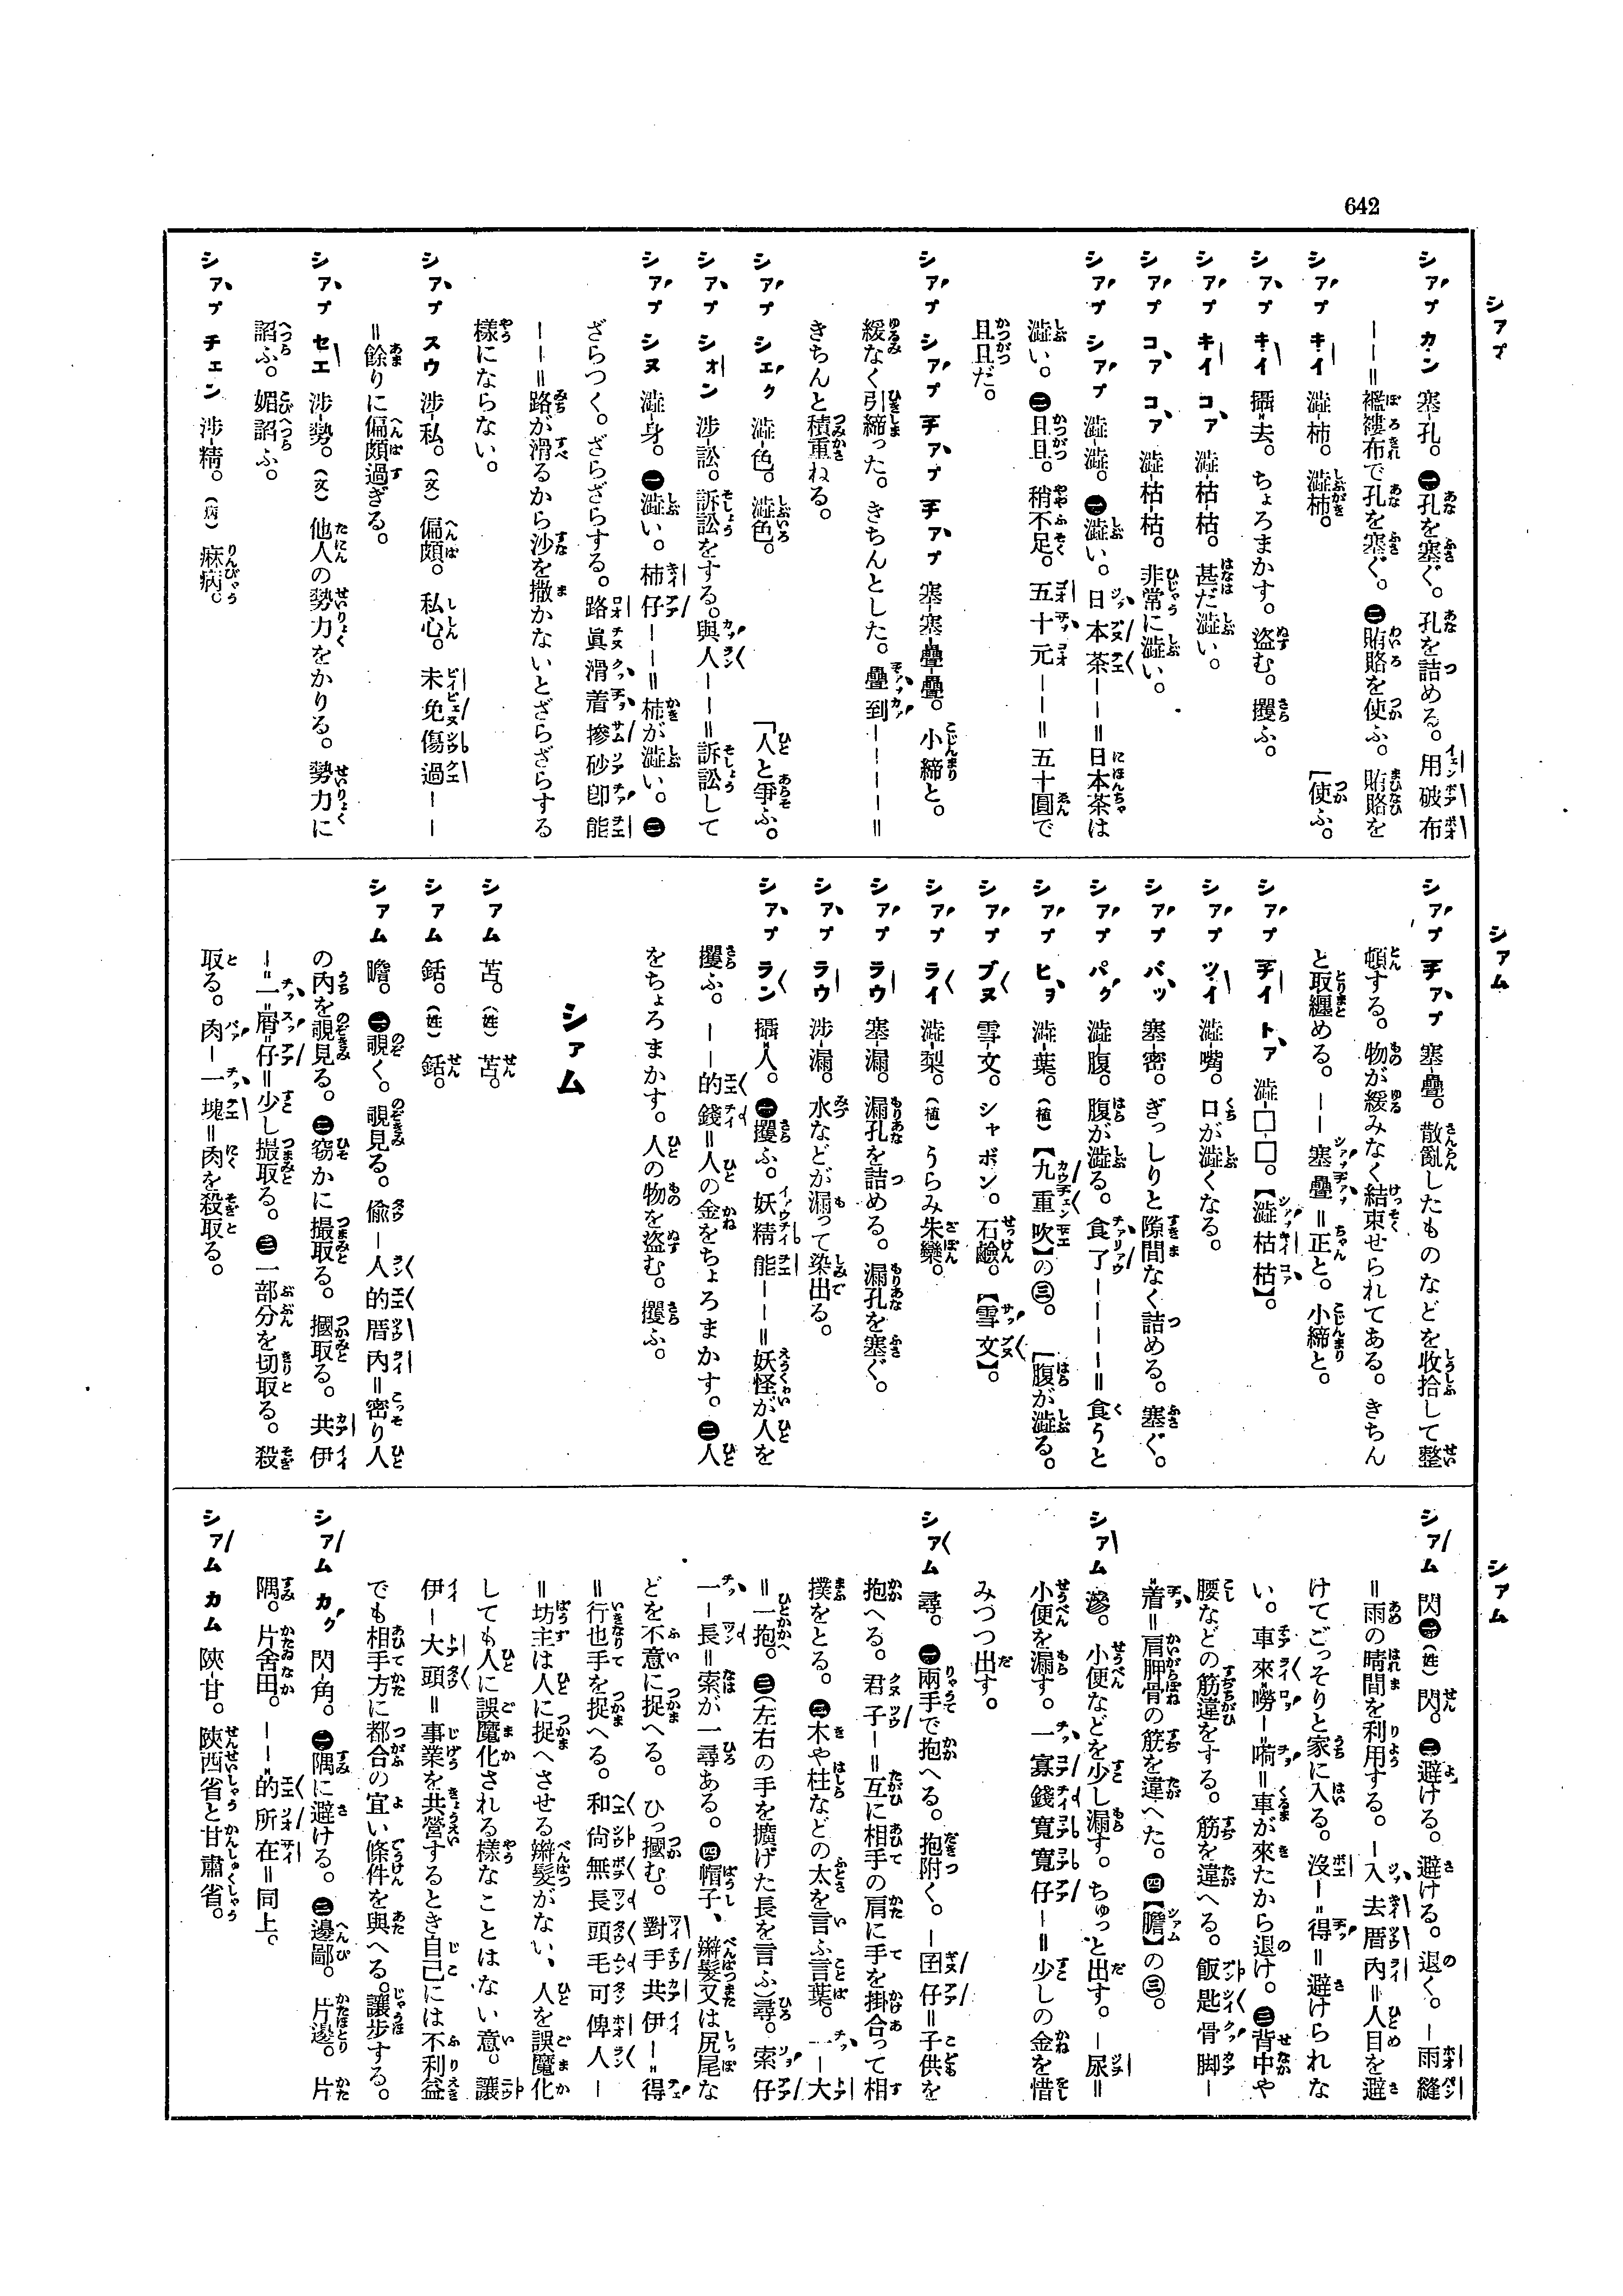 642
シアプ
シアム
シアム
シアプ カン 塞-孔。㊀孔を塞ぐ。孔を詰める。用破布
――=襤褸布で孔を塞ぐ。㊁賄賂を使ふ。賄賂を
シアプ キイ 澁-柿。澁柿。[使ふ。
シアプ キイ 攝×去。ちょろまかす。盜む。攫ふ。
シアプ キイ コァ 澁-枯-枯。甚だ澁い。
シアプ コァ コァ 澁-枯-枯。非常に澁い。
シアプ シアプ 澁-澁。㊀澁い。日本茶――=日本茶は
澁い。㊁且且。稍不足。五十元――=五十圓で
且且だ。
シアプ シアプ チァプ チァプ 塞-塞-疊-疊。小締と。
緩なく引締った。きちんとした。疊到――――=
きちんと積重ねる。
シアプ シェク 澁-色。澁色。[人と爭ふ。
シアプ シォン 涉-訟。訴訟をする。與人――=訴訟して
シアプ シヌ 澁-身。㊀澁い。柿仔――=柿が澁い。㊁
ざらつく。ざらざらする。路眞滑着摻砂卽能
――=路が滑るから沙を撒かないとざらざらする
樣にならない。
シアプ スウ 涉-私。(文)偏頗。私心。未免傷過――
=餘りに偏頗過ぎる。
シアプ セエ 涉-勢。(文)他人の勢力をかりる。勢力に
諂ふ。媚諂ふ。
シアプ チェン 涉-精。(病)痳病。
シアプ チァプ 塞-疊。散亂したものなどを收拾して整
頓する。物が緩みなく結束せられてある。きちん
と取纏める。――塞疊=正と。小締と。
シアプ チイ トァ 澁-□-□。【澁枯枯】。
シアプ ツイ 澁-嘴。口が澁くなる。
シアプ バッ 塞-密。ぎっしりと隙間なく詰める。塞ぐ。
シアプ パク 澁-腹。腹が澁る。食了――――=食うと
シアプ ヒヲ 澁-葉。(植)【九重吹】の㊂。[腹が澁る。
シアプ ブヌ 雪-文。シャボン。石鹼。【雪文】。
シアプ ライ 澁-梨。(植)うらみ朱欒。
シアプ ラウ 塞-漏。漏孔を詰める。漏孔を塞ぐ。
シアプ ラウ 涉-漏。水などが漏って染出る。
シアプ ラン 攝×人。㊀攫ふ。妖精能――=妖怪が人を
攫ふ。――的錢=人の金をちょろまかす。㊁人
をちょろまかす。人の物を盜む。攫ふ。
シアム
シアム 苫。(姓)苫。
シアム 銛。(姓)銛。
シアム 瞻。㊀覗く。覗見る。偸-人的厝內=密り人
の內を覗見る。㊁竊かに撮取る。摑取る。共伊
-=一屑仔=少し撮取る。㊂一部分を切取る。殺
取る。肉-一塊=肉を殺取る。
シアム 閃㊀(姓)閃。㊁避ける。避ける。退く。-雨縫
=雨の晴間を利用する。-入去厝內=人目を避
けてごっそりと家に入る。沒-得=避けられな
い。車來嘮-嗬=車が來たから退け。㊂背中や
腰などの筋違をする。筋を違へる。飯匙骨脚-
着=肩胛骨の筋を違へた。㊃【瞻】の㊂。
シアム 滲。小便などを少し漏す。ちゅっと出す。-尿=
小便を漏す。一寡錢寬寬仔-=少しの金を惜
みつつ出す。
シアム 尋。㊀兩手で抱へる。抱附く。-囝仔=子供を
抱へる。君子-=互に相手の肩に手を掛合って相
撲をとる。㊁木や柱などの太を言ふ言葉。一-大
=一抱。㊂(左右の手を擴げた長を言ふ)尋。索仔
一-長=索が一尋ある。㊃帽子、辮髮又は尻尾な
どを不意に捉へる。ひっ摑む。對手共伊-×得
=行也手を捉へる。和尙無長頭毛可俾人-
=坊主は人に捉へさせる辮髮がない、人を誤魔化
しても人に誤魔化される樣なことはない意。讓
伊-大頭=事業を共營するとき自己には不利益
でも相手方に都合の宜い條件を與へる。讓步する。
シアム カク 閃角。㊀隅に避ける。㊁邊鄙。片邊。片
隅。片舍田。――×的所在=同上。
シアム カム 陝-甘。陝西省と甘肅省。